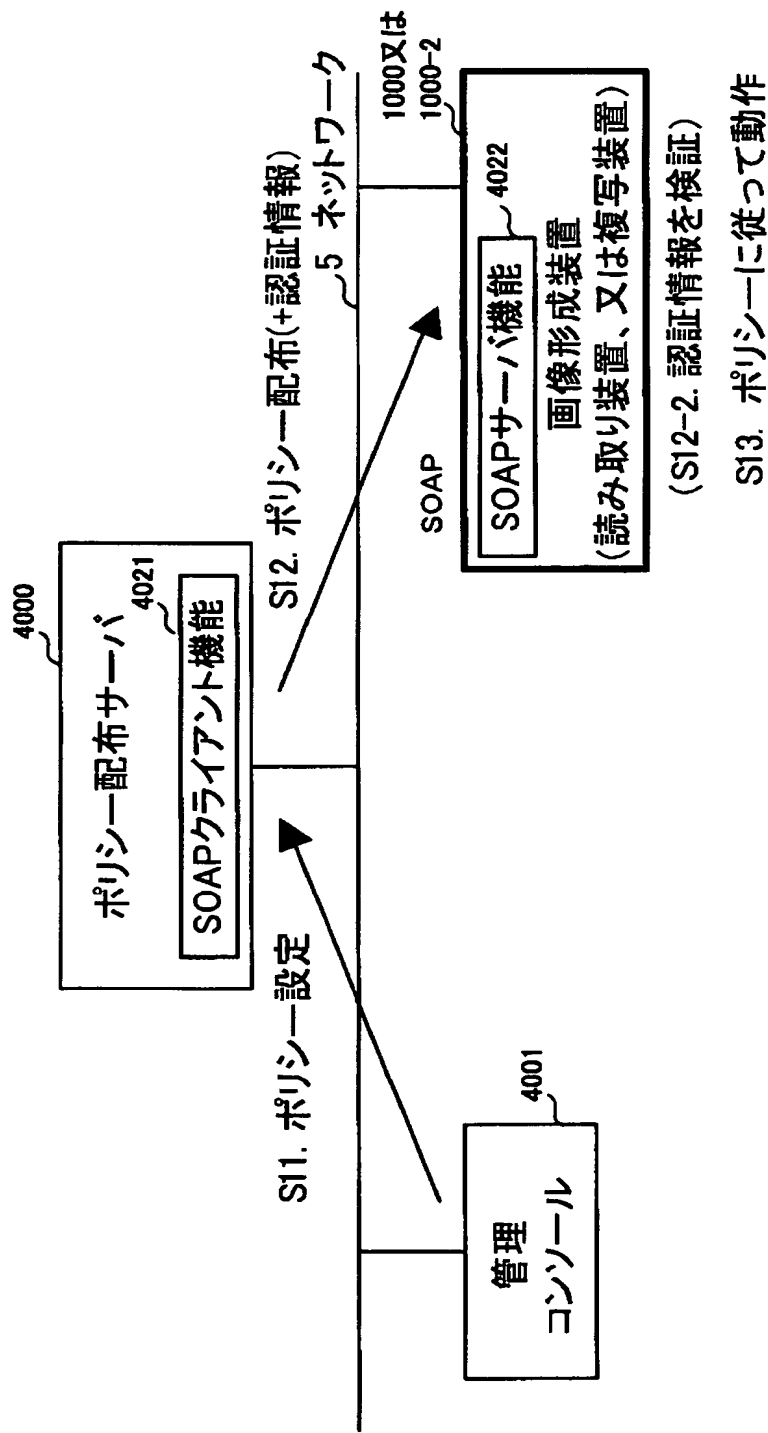 4000
ポリシー配布サーバ
4021
SOAPクライアント機能
S11. ポリシー設定
S12. ポリシー配布(+認証情報)
5 ネットワーク
4001
管理
コンソール
SOAP
1000又は
1000-2
4022
SOAPサーバ機能
画像形成装置
(読み取り装置、又は複写装置)
(S12-2. 認証情報を検証)
S13. ポリシーに従って動作